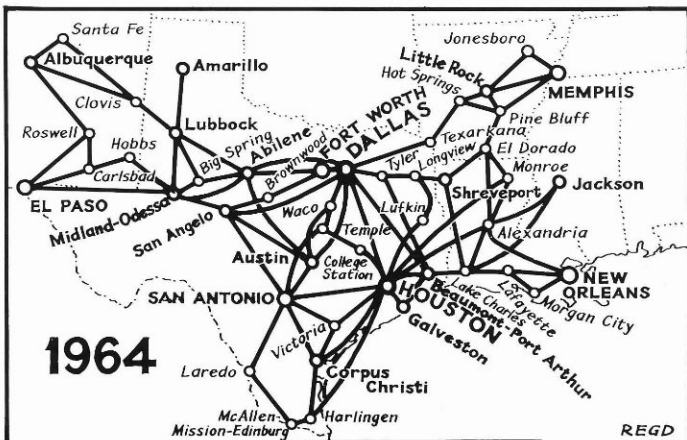 Santa Fe
Albuquerque
Amarillo
Clovis
Roswell
Lubbock
Hobbs
Carlsbad
EL PASO
Midland-Odessa
Big Spring
Abilene
Brownwood
FORT WORTH
DALLAS
San Angelo
Waco
Temple
Austin
College
Station
SAN ANTONIO
Jonesboro
Little Rock
Hot Springs
MEMPHIS
Pine Bluff
Texarkana
El Dorado
Tyler
Longview
Monroe
Shreveport
Jackson
Lufkin
Alexandria
HOUSTON
Galveston
Beaumont-Port Arthur
Lake Charles
Lafayette
Morgan City
NEW
ORLEANS
Victoria
Corpus
Christi
Laredo
McAllen
Mission-Edinburg
Harlingen
1964
REGD